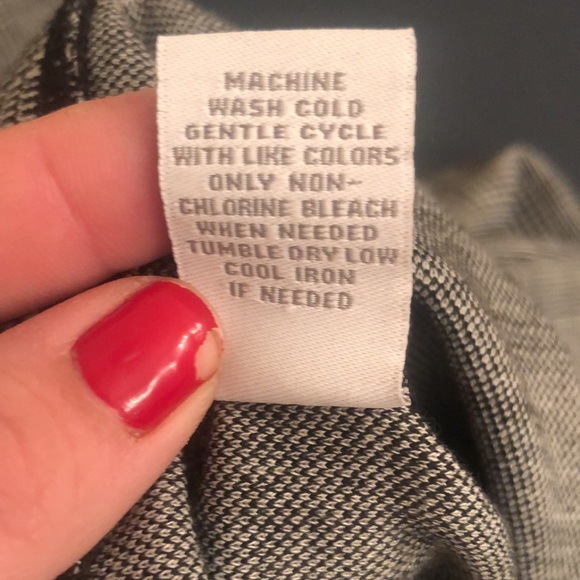 MACHINE
WASH COLD
GENTLE CYCLE
WITH LIKE COLORS
ONLY NON-
CHLORINE BLEACH
WHEN NEEDED
TUMBLE DRY LOW
COOL IRON
IF NEEDED